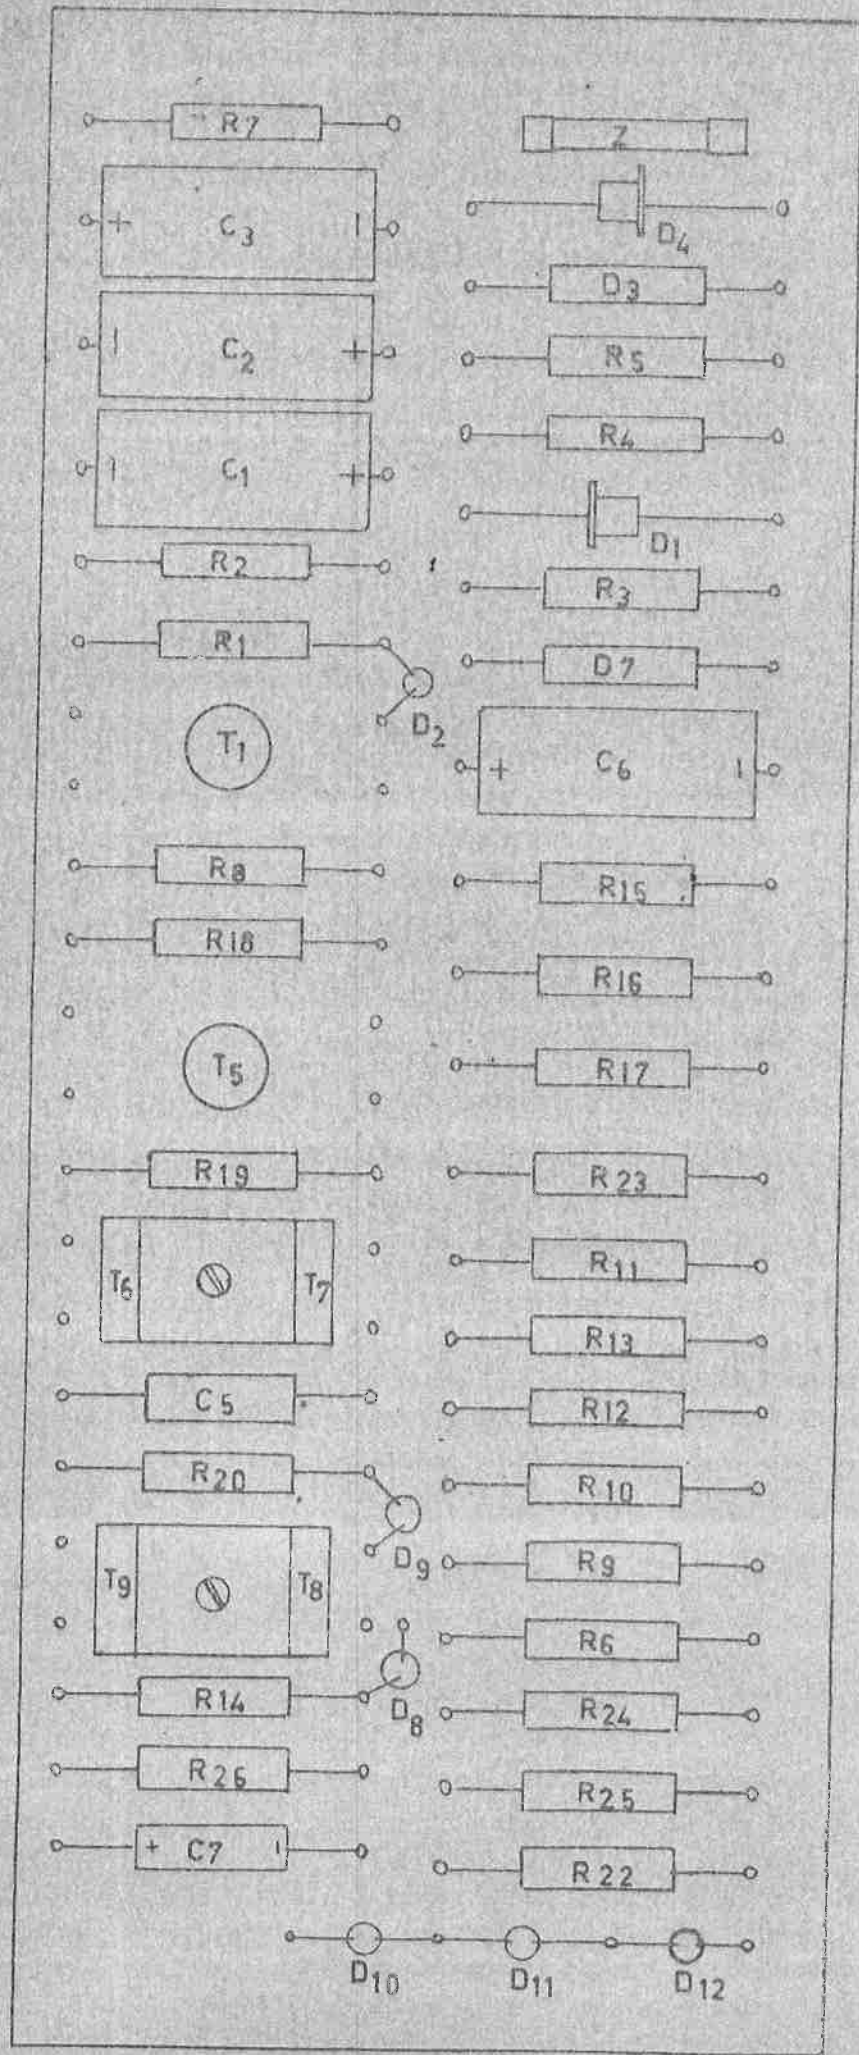 R7
+ C3 −
− C2 +
− C1 +
R2
R1
D2
T1
R8
R18
T5
R19
T6 T7
C5
R20
D9
T9 T8
R14
D8
R26
+ C7 −
Z
D4
D3
R5
R4
D1
R3
D7
+ C6 −
R15
R16
R17
R23
R11
R13
R12
R10
R9
R6
R24
R25
R22
D10 D11 D12